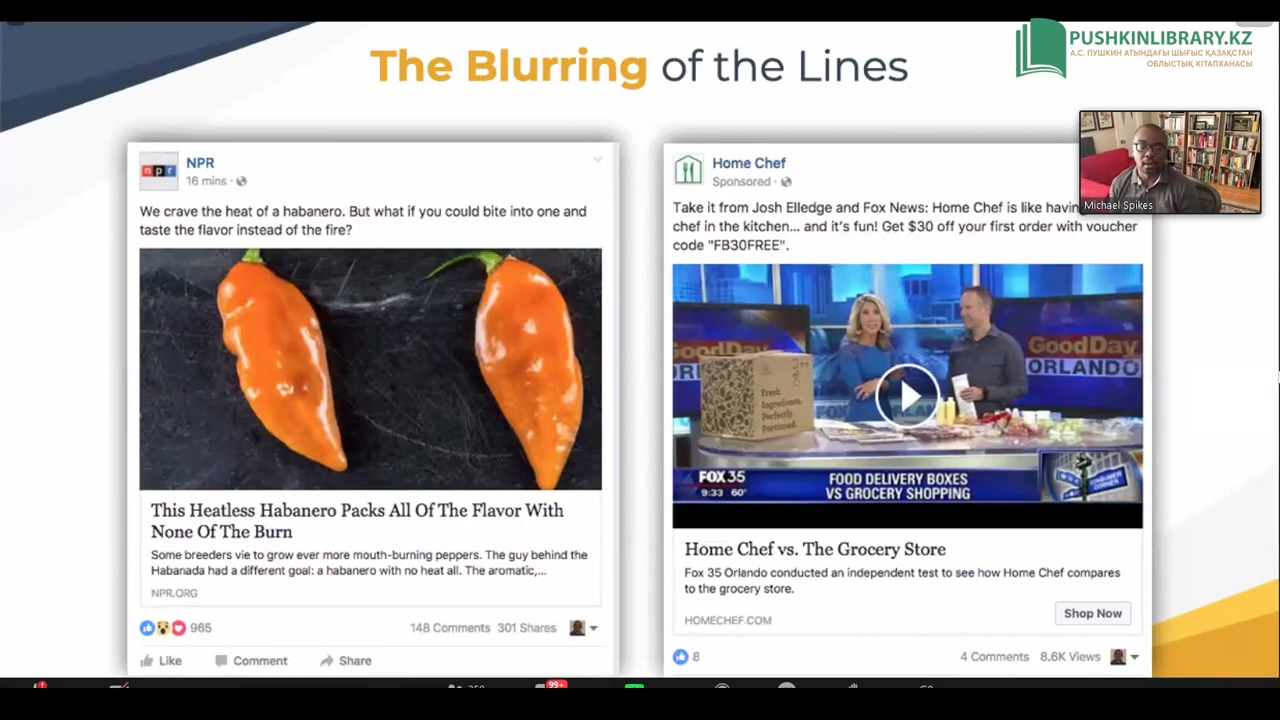 The Blurring of the Lines
PUSHKINLIBRARY.KZ
А.С. ПУШКИН АТЫНДАҒЫ ШЫҒЫС ҚАЗАҚСТАН
ОБЛЫСТЫҚ КІТАПХАНАСЫ
npr
NPR
16 mins ·
We crave the heat of a habanero. But what if you could bite into one and
taste the flavor instead of the fire?
This Heatless Habanero Packs All Of The Flavor With
None Of The Burn
Some breeders vie to grow ever more mouth-burning peppers. The guy behind the
Habanada had a different goal: a habanero with no heat all. The aromatic,...
NPR.ORG
965
148 Comments 301 Shares
Like Comment Share
Home Chef
Sponsored ·
Take it from Josh Elledge and Fox News: Home Chef is like havin
chef in the kitchen... and it's fun! Get $30 off your first order with voucher
code "FB30FREE".
Michael Spikes
GoodDay
ORL
GoodDay
ORLANDO
Fresh
Ingredients.
Perfectly
Portioned.
FOX 35
9:33 60°
FOOD DELIVERY BOXES
VS GROCERY SHOPPING
CONSUMER
CORNER
Home Chef vs. The Grocery Store
Fox 35 Orlando conducted an independent test to see how Home Chef compares
to the grocery store.
HOMECHEF.COM
Shop Now
8
4 Comments 8.6K Views
99+